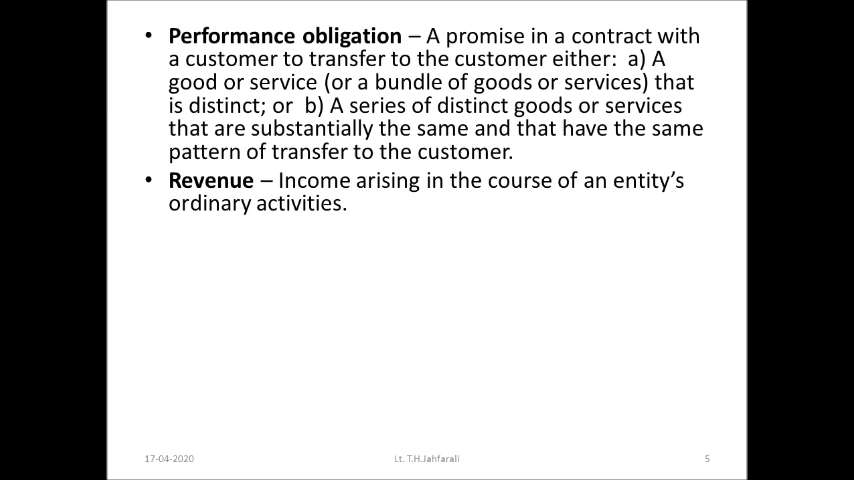 • Performance obligation – A promise in a contract with
a customer to transfer to the customer either:  a) A
good or service (or a bundle of goods or services) that
is distinct; or  b) A series of distinct goods or services
that are substantially the same and that have the same
pattern of transfer to the customer.
• Revenue – Income arising in the course of an entity’s
ordinary activities.
17-04-2020
Lt. T.H.Jahfarali
5